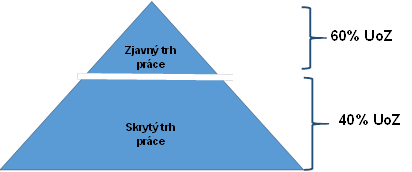 Zjavný trh
práce
60% UoZ
Skrytý trh
práce
40% UoZ